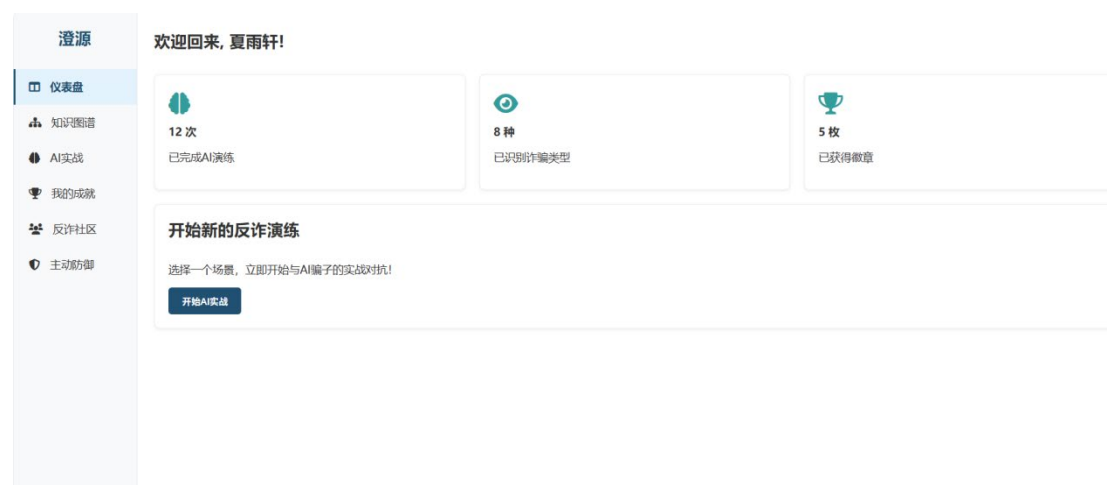 澄源
仪表盘
知识图谱
AI实战
我的成就
反诈社区
主动防御
欢迎回来, 夏雨轩!
12 次
已完成AI演练
8 种
已识别诈骗类型
5 枚
已获得徽章
开始新的反诈演练
选择一个场景，立即开始与AI骗子的实战对抗!
开始AI实战